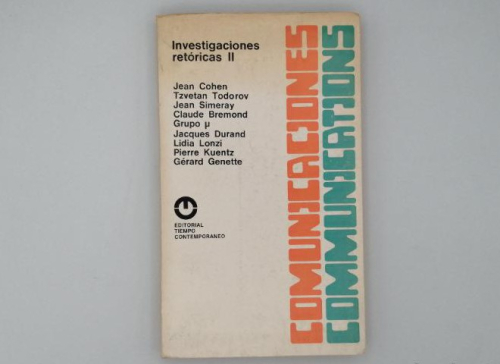 Investigaciones
retóricas II
Jean Cohen
Tzvetan Todorov
Jean Simeray
Claude Bremond
Grupo μ
Jacques Durand
Lidia Lonzi
Pierre Kuentz
Gérard Genette
EDITORIAL
TIEMPO
CONTEMPORANEO
COMUNICACIONES
COMMUNICATIONS